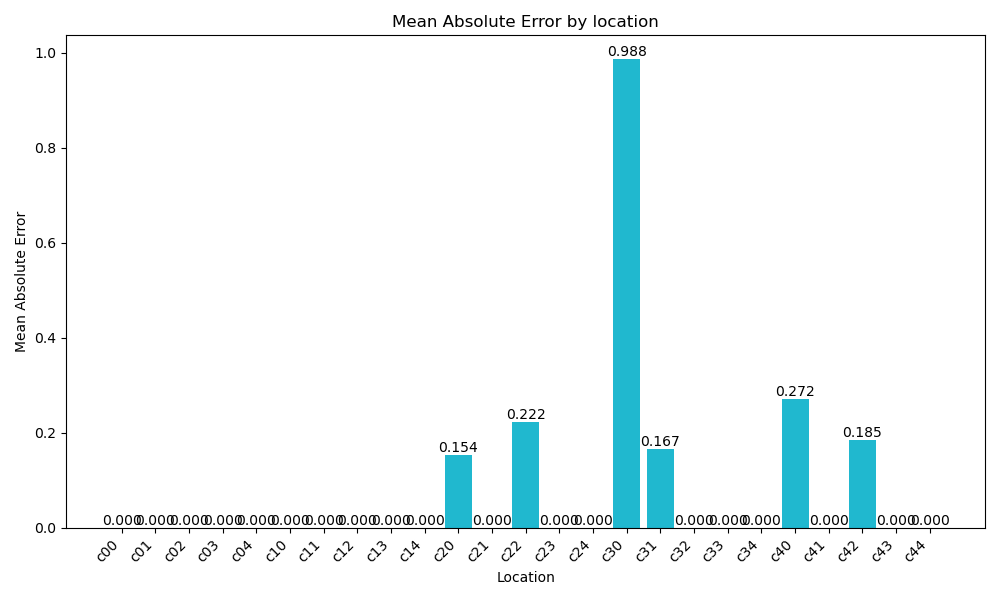 Mean Absolute Error by location
Mean Absolute Error
1.0
0.8
0.6
0.4
0.2
0.0
0.000 0.000 0.000 0.000 0.000 0.000 0.000 0.000 0.000 0.000 0.154 0.000 0.222 0.000 0.000 0.988 0.167 0.000 0.000 0.000 0.272 0.000 0.185 0.000 0.000
c00 c01 c02 c03 c04 c10 c11 c12 c13 c14 c20 c21 c22 c23 c24 c30 c31 c32 c33 c34 c40 c41 c42 c43 c44
Location